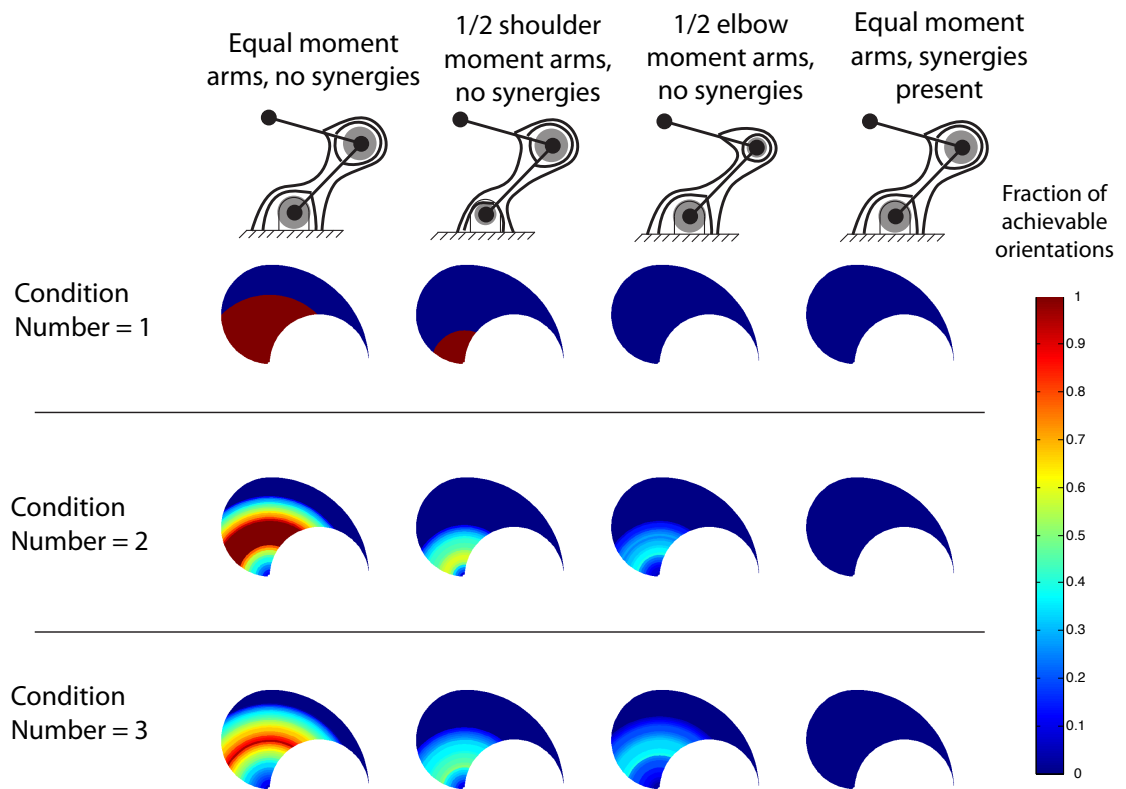 Equal moment
arms, no synergies
1/2 shoulder
moment arms,
no synergies
1/2 elbow
moment arms,
no synergies
Equal moment
arms, synergies
present
Fraction of
achievable
orientations
Condition
Number = 1
Condition
Number = 2
Condition
Number = 3
1
0.9
0.8
0.7
0.6
0.5
0.4
0.3
0.2
0.1
0